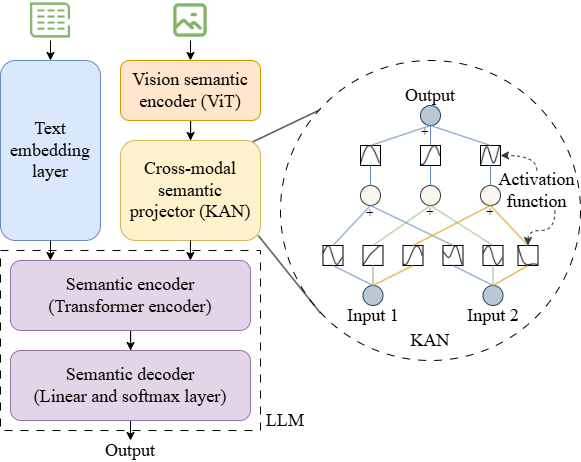 Text
embedding
layer
Vision semantic
encoder (ViT)
Cross-modal
semantic
projector (KAN)
Semantic encoder
(Transformer encoder)
Semantic decoder
(Linear and softmax layer)
LLM
Output
Output
+
Activation
function
+
+
+
Input 1
Input 2
KAN